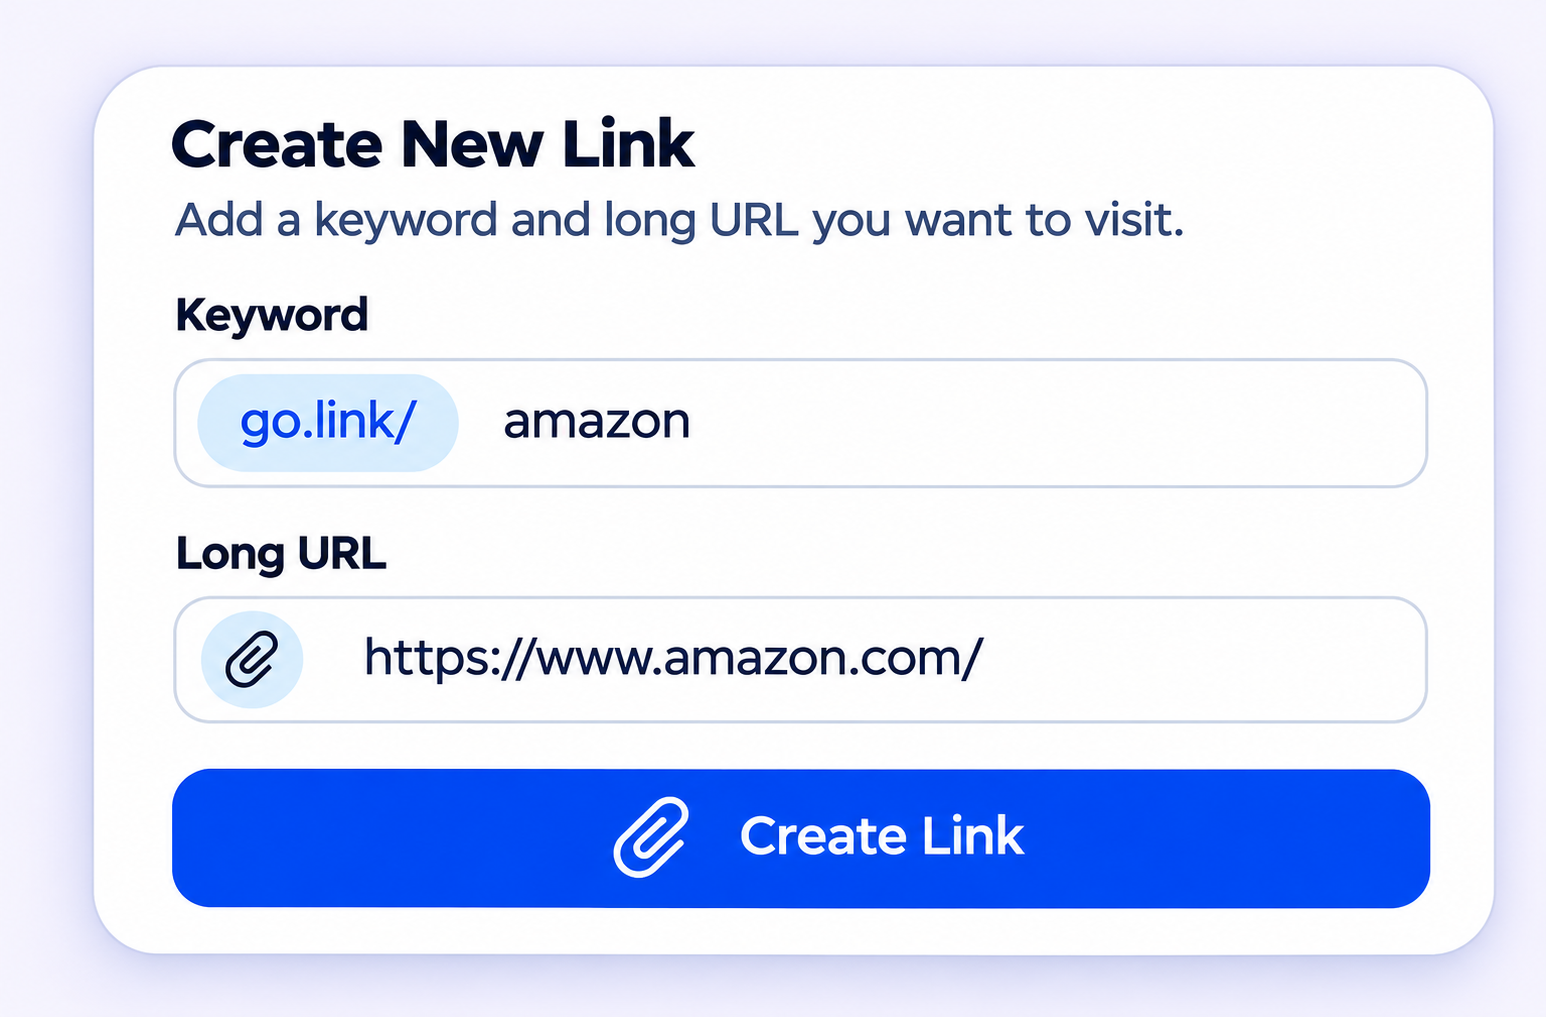 Create New Link
Add a keyword and long URL you want to visit.
Keyword
go.link/ amazon
Long URL
https://www.amazon.com/
Create Link